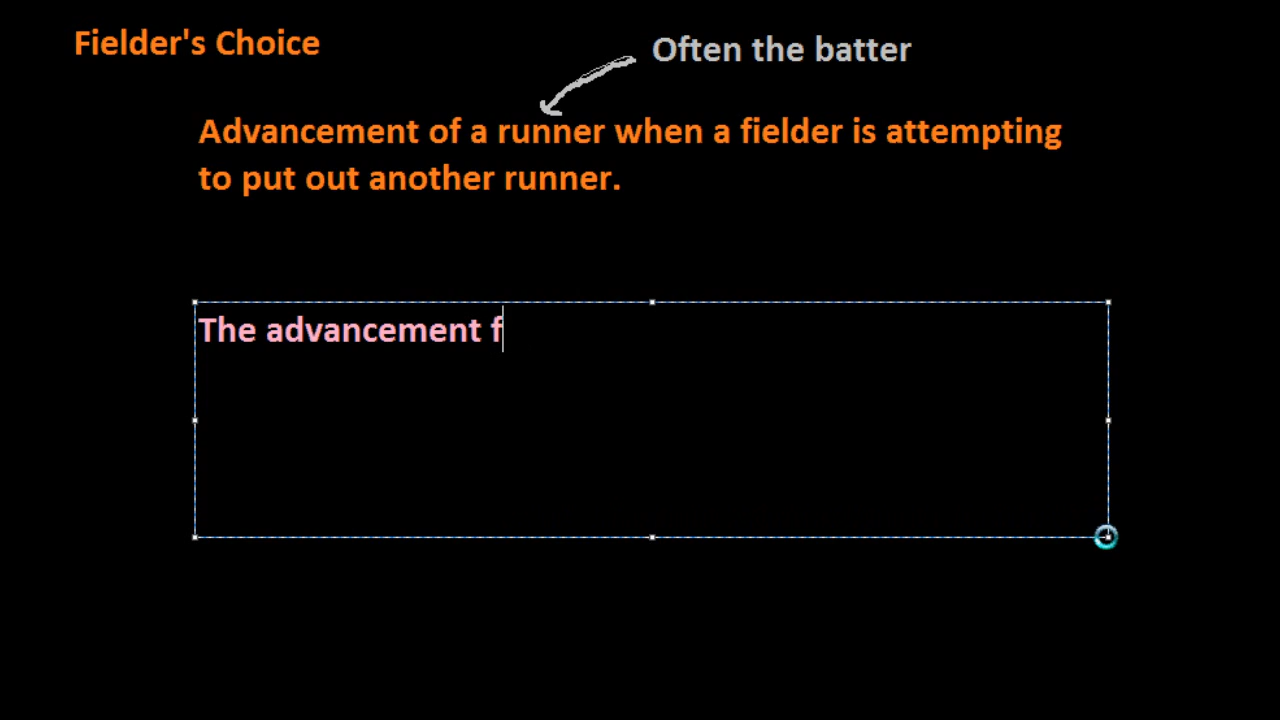 Fielder's Choice
Often the batter
Advancement of a runner when a fielder is attempting
to put out another runner.
The advancement f